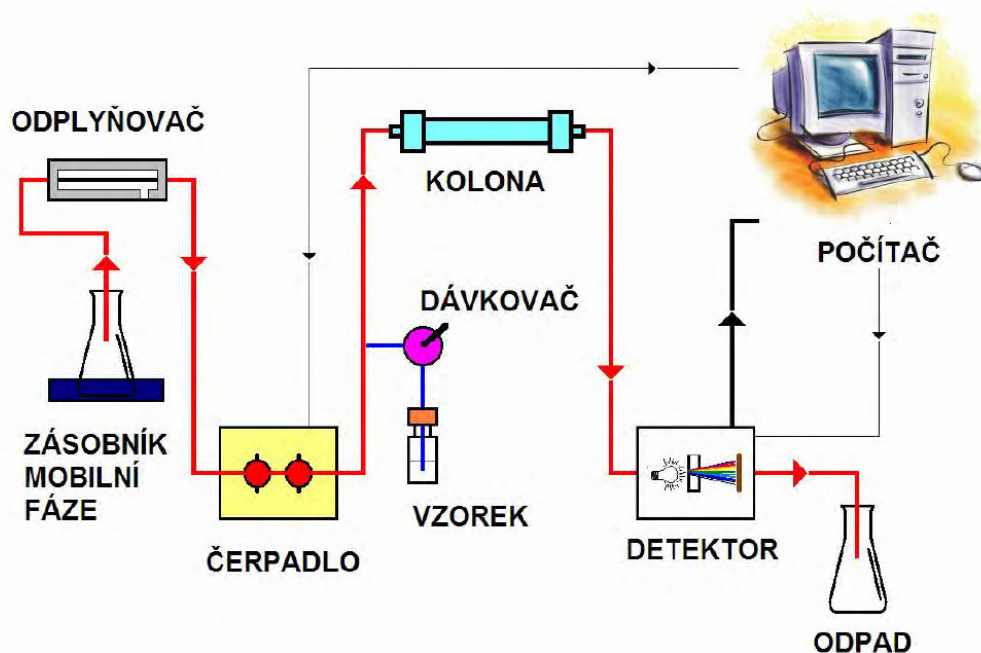 ODPLYŇOVAČ
KOLONA
POČÍTAČ
DÁVKOVAČ
ZÁSOBNÍK
MOBILNÍ
FÁZE
VZOREK
ČERPADLO
DETEKTOR
ODPAD